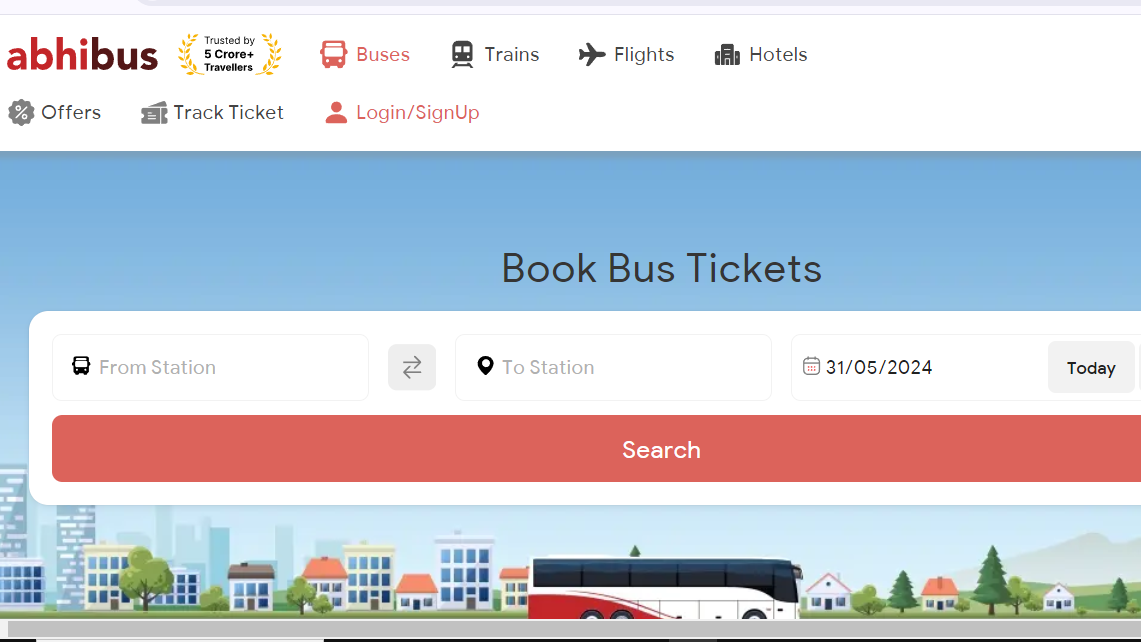 abhibus
Trusted by
5 Crore+
Travellers
Buses
Trains
Flights
Hotels
Offers
Track Ticket
Login/SignUp
Book Bus Tickets
From Station
To Station
31/05/2024
Today
Search